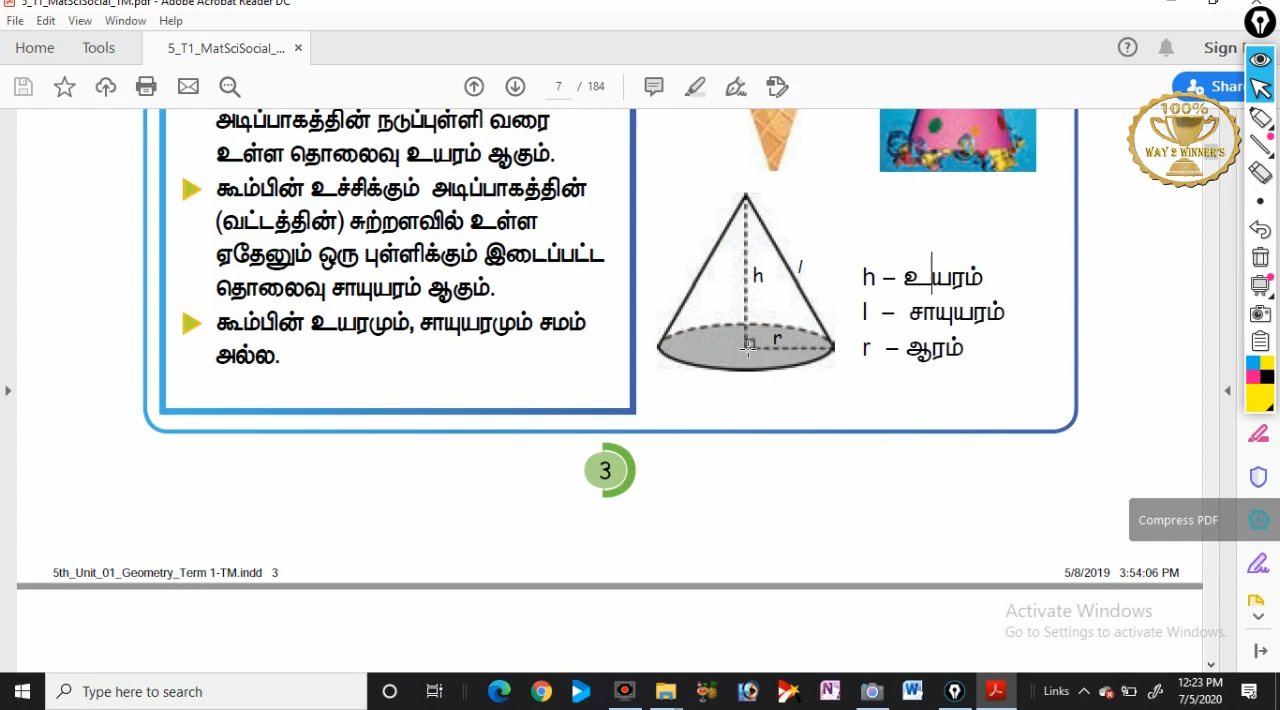 5_T1_MatSciSocial_TM.pdf - Adobe Acrobat Reader DC
File Edit View Window Help
Home Tools 5_T1_MatSciSocial_... × Sign
7 / 184 Shar
அடிப்பாகத்தின் நடுப்புள்ளி வரை
உள்ள தொலைவு உயரம் ஆகும்.
கூம்பின் உச்சிக்கும் அடிப்பாகத்தின்
(வட்டத்தின்) சுற்றளவில் உள்ள
ஏதேனும் ஒரு புள்ளிக்கும் இடைப்பட்ட
தொலைவு சாயுயரம் ஆகும்.
கூம்பின் உயரமும், சாயுயரமும் சமம்
அல்ல.
h
l
r
h – உயரம்
l – சாயுயரம்
r – ஆரம்
100%
WAY 2 WINNER'S
3
Compress PDF
5th_Unit_01_Geometry_Term 1-TM.indd 3
5/8/2019 3:54:06 PM
Activate Windows
Go to Settings to activate Windows.
Type here to search
Links
12:23 PM
7/5/2020